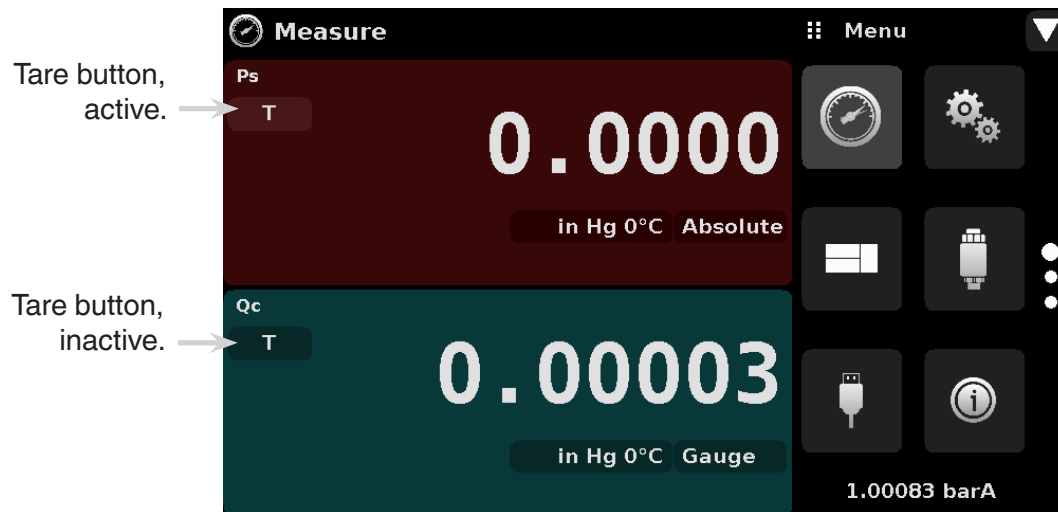 Measure
Menu
Tare button,
active.
Ps
T
0.0000
in Hg 0°C Absolute
Tare button,
inactive.
Qc
T
0.00003
in Hg 0°C Gauge
1.00083 barA